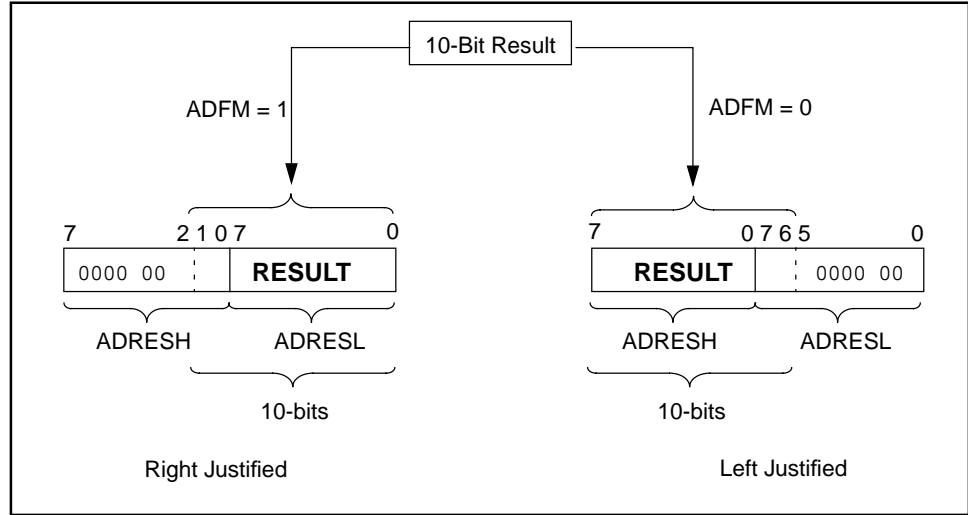 10-Bit Result
ADFM = 1
ADFM = 0
7 2 1 0 7 0
7 0 7 6 5 0
0000 00 RESULT
RESULT 0000 00
ADRESH ADRESL
ADRESH ADRESL
10-bits
10-bits
Right Justified
Left Justified